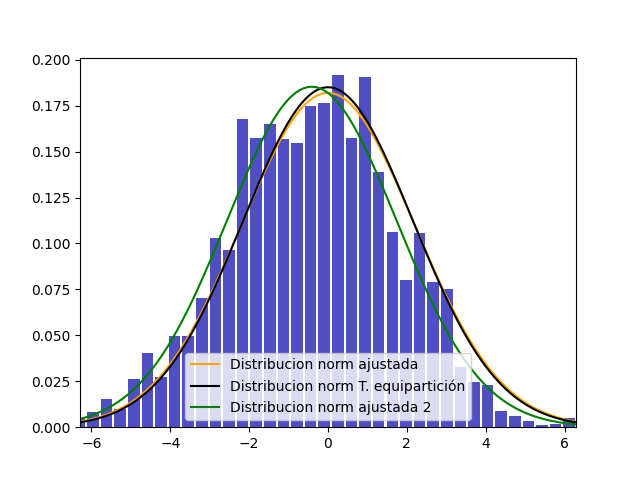 0.200
0.175
0.150
0.125
0.100
0.075
0.050
0.025
0.000
Distribucion norm ajustada
Distribucion norm T. equipartición
Distribucion norm ajustada 2
−6 −4 −2 0 2 4 6